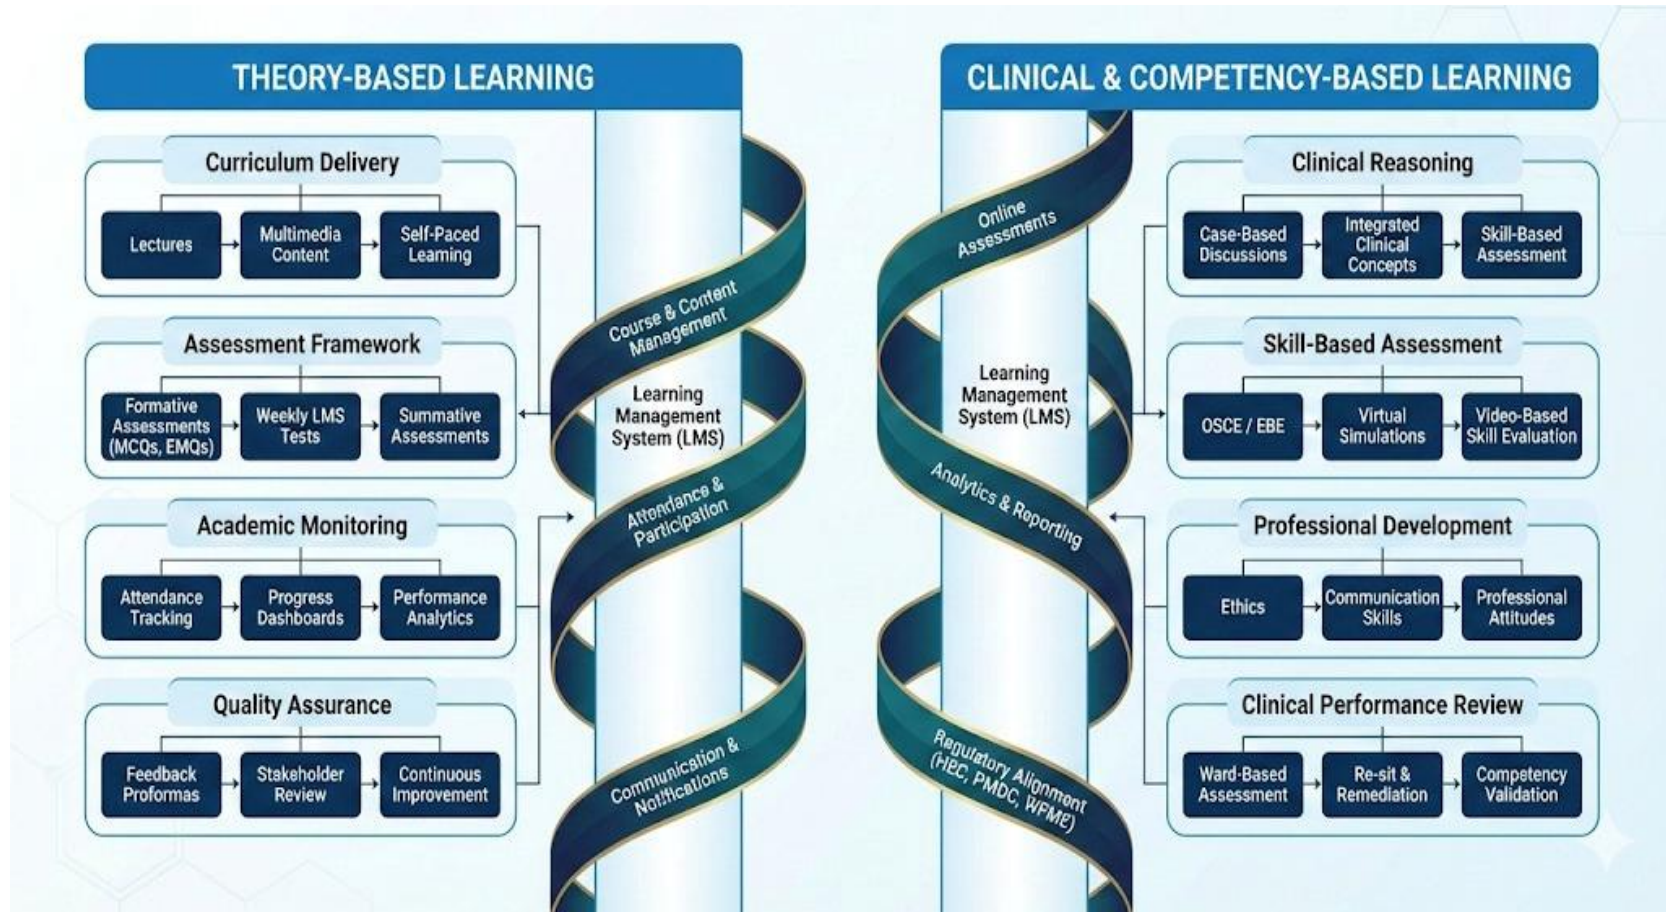 THEORY-BASED LEARNING
Curriculum Delivery
Lectures
Multimedia
Content
Self-Paced
Learning
Assessment Framework
Formative
Assessments
(MCQs, EMQs)
Weekly LMS
Tests
Summative
Assessments
Academic Monitoring
Attendance
Tracking
Progress
Dashboards
Performance
Analytics
Quality Assurance
Feedback
Proformas
Stakeholder
Review
Continuous
Improvement
Course & Content
Management
Learning
Management
System (LMS)
Attendance &
Participation
Communication &
Notifications
CLINICAL & COMPETENCY-BASED LEARNING
Online
Assessments
Learning
Management
System (LMS)
Analytics & Reporting
Regulatory Alignment
(HEC, PMDC, WFME)
Clinical Reasoning
Case-Based
Discussions
Integrated
Clinical
Concepts
Skill-Based
Assessment
Skill-Based Assessment
OSCE / EBE
Virtual
Simulations
Video-Based
Skill Evaluation
Professional Development
Ethics
Communication
Skills
Professional
Attitudes
Clinical Performance Review
Ward-Based
Assessment
Re-sit &
Remediation
Competency
Validation